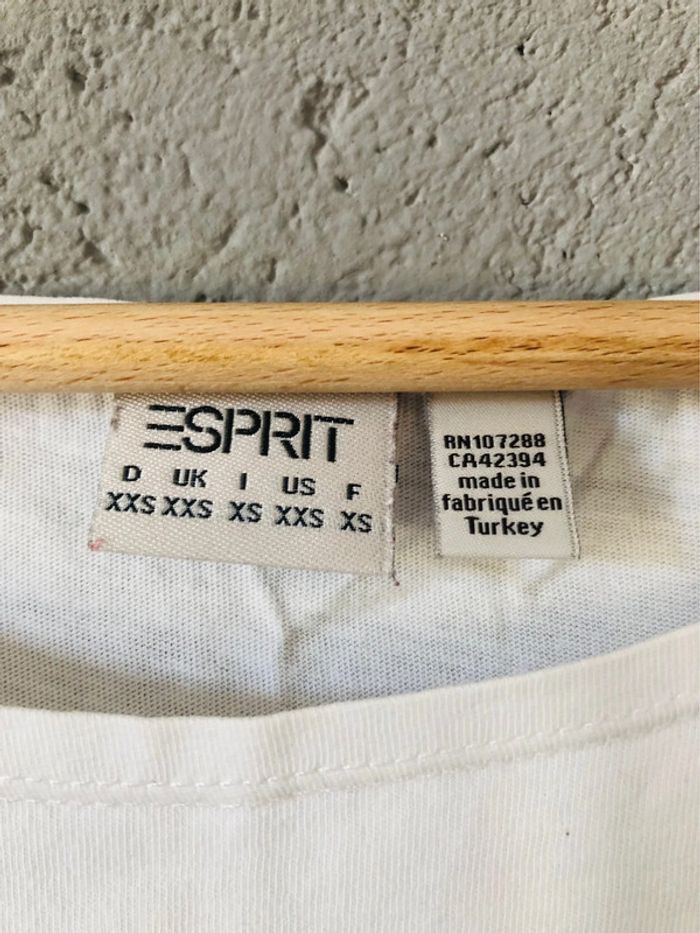 ESPRIT
D UK I US F
XXS XXS XS XXS XS
RN107288
CA42394
made in
fabriqué en
Turkey